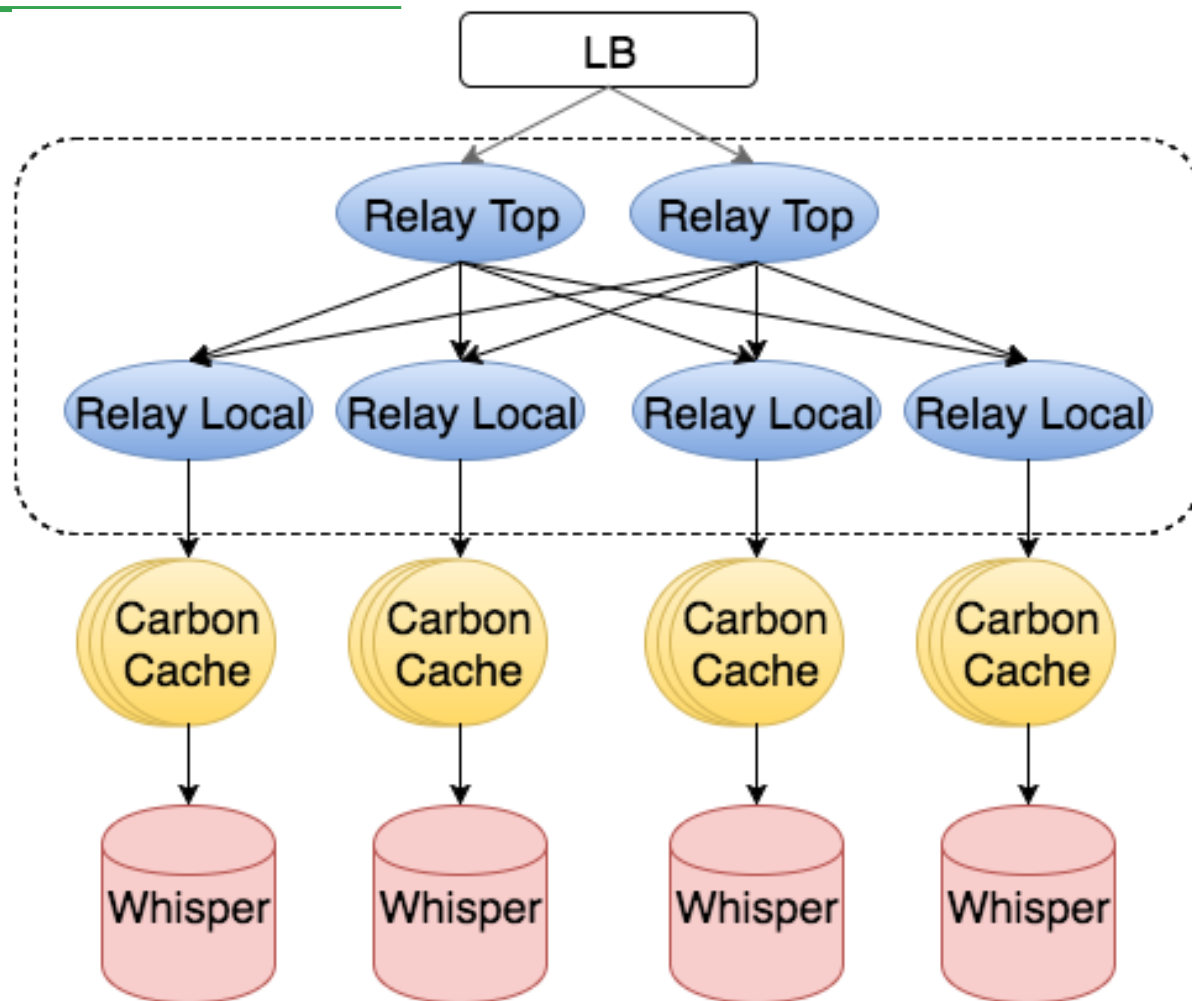 LB
Relay Top
Relay Top
Relay Local
Relay Local
Relay Local
Relay Local
Carbon
Cache
Carbon
Cache
Carbon
Cache
Carbon
Cache
Whisper
Whisper
Whisper
Whisper